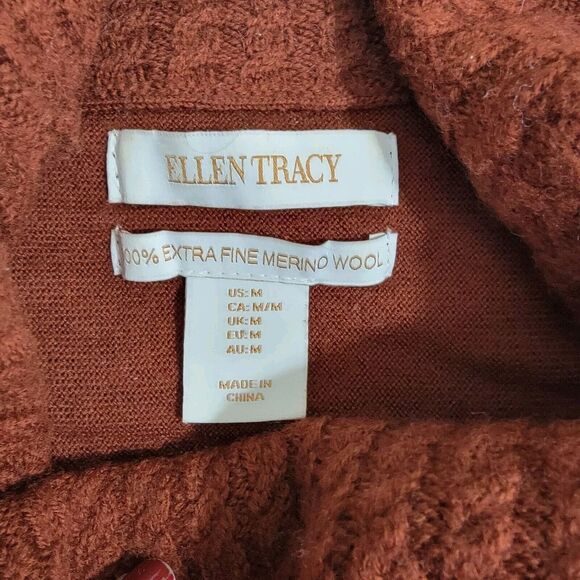 ELLEN TRACY
00% EXTRA FINE MERINO WOOL
US: M
CA: M/M
UK: M
EU: M
AU: M
MADE IN
CHINA